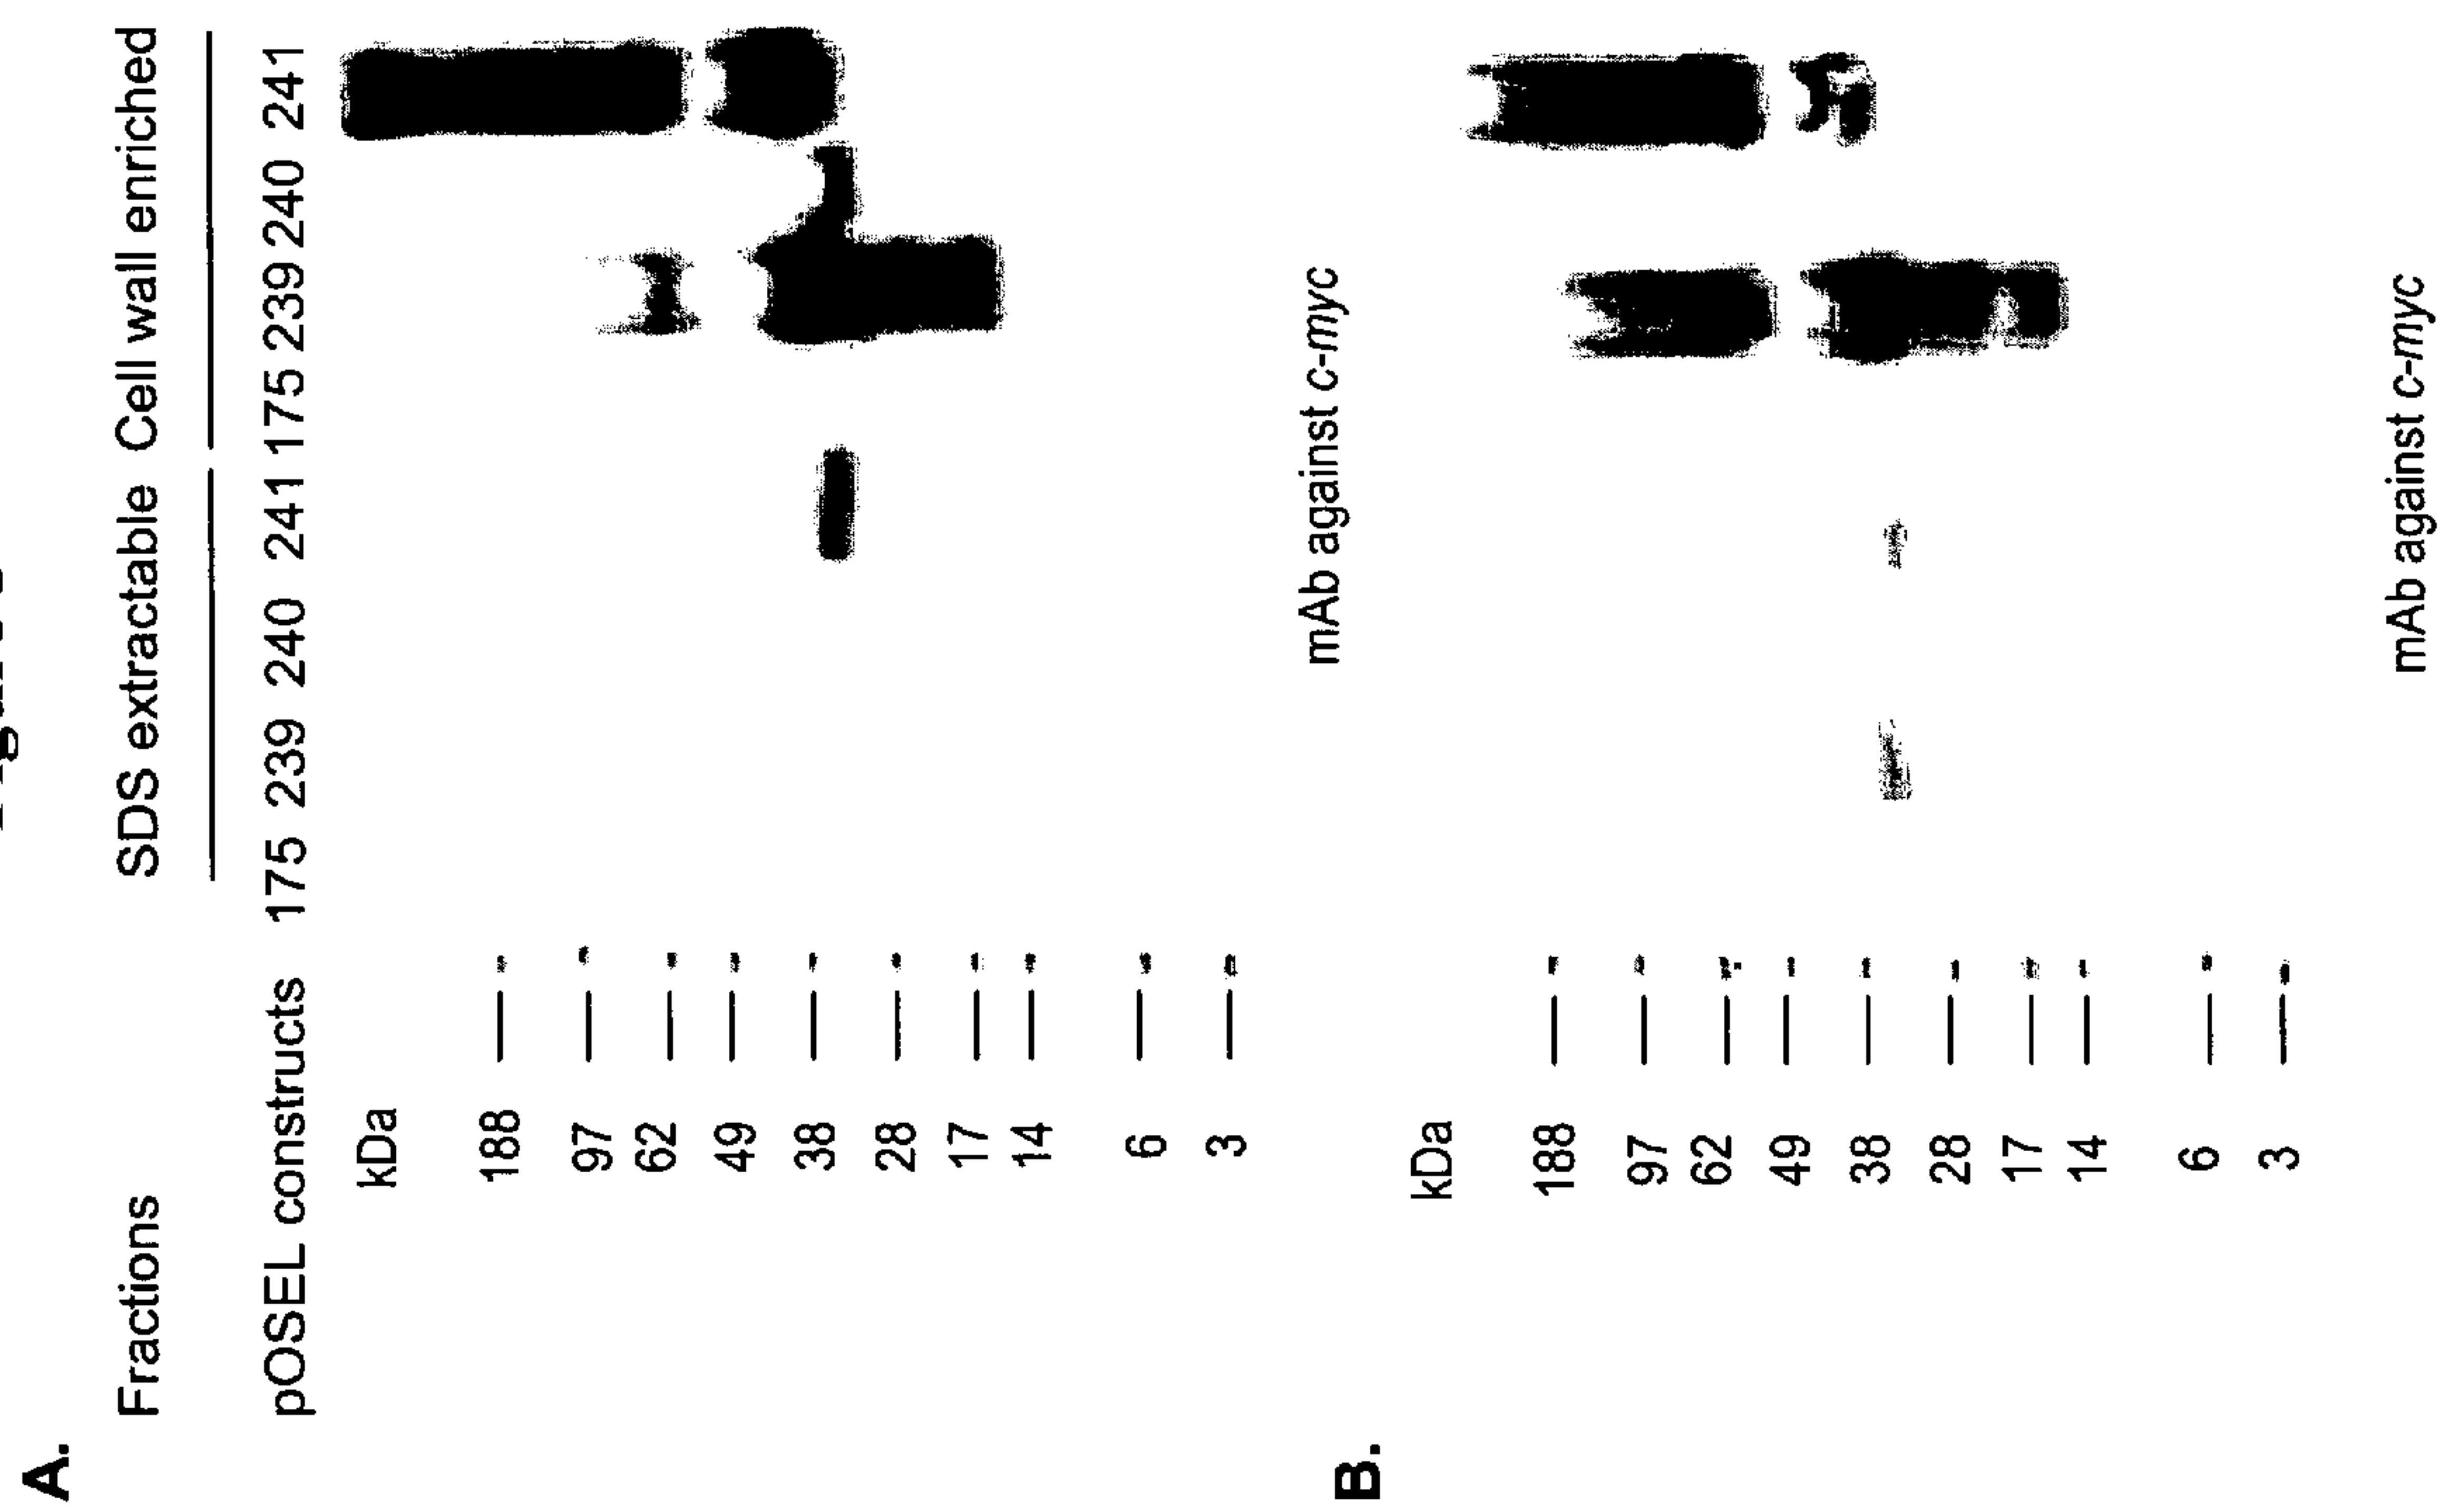 A.
Fractions SDS extractable Cell wall enriched
pOSEL constructs 175 239 240 241 175 239 240 241
kDa
188
97
62
49
38
28
17
14
6
3
mAb against c-myc
B.
kDa
188
97
62
49
38
28
17
14
6
3
mAb against c-myc